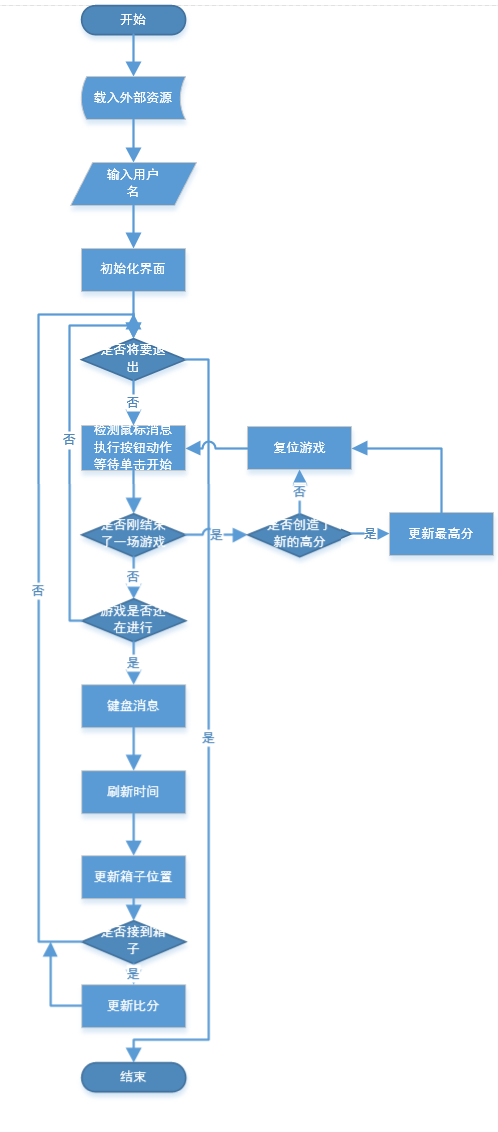 开始
载入外部资源
输入用户
名
初始化界面
是否将要退
出
否
检测鼠标消息
执行按钮动作
等待单击开始
复位游戏
否
否
是否刚结束
了一场游戏
是
是否创造了
新的高分
是
更新最高分
否
游戏是否还
在进行
否
是
键盘消息
是
刷新时间
更新箱子位置
是否接到箱
子
是
更新比分
结束